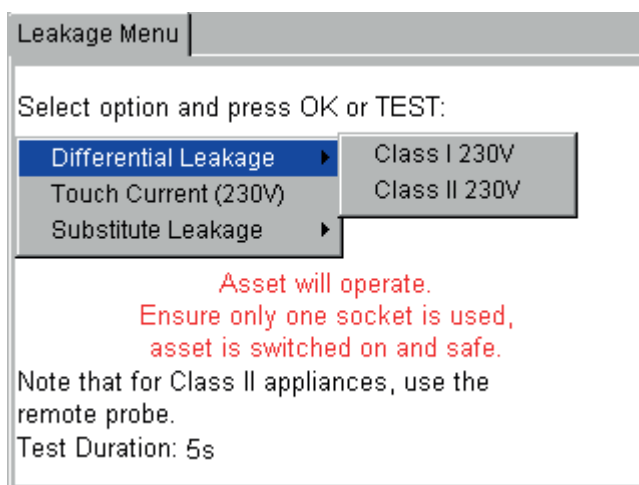 Leakage Menu
Select option and press OK or TEST:
Differential Leakage
Class I 230V
Touch Current (230V)
Class II 230V
Substitute Leakage
Asset will operate.
Ensure only one socket is used,
asset is switched on and safe.
Note that for Class II appliances, use the
remote probe.
Test Duration: 5s